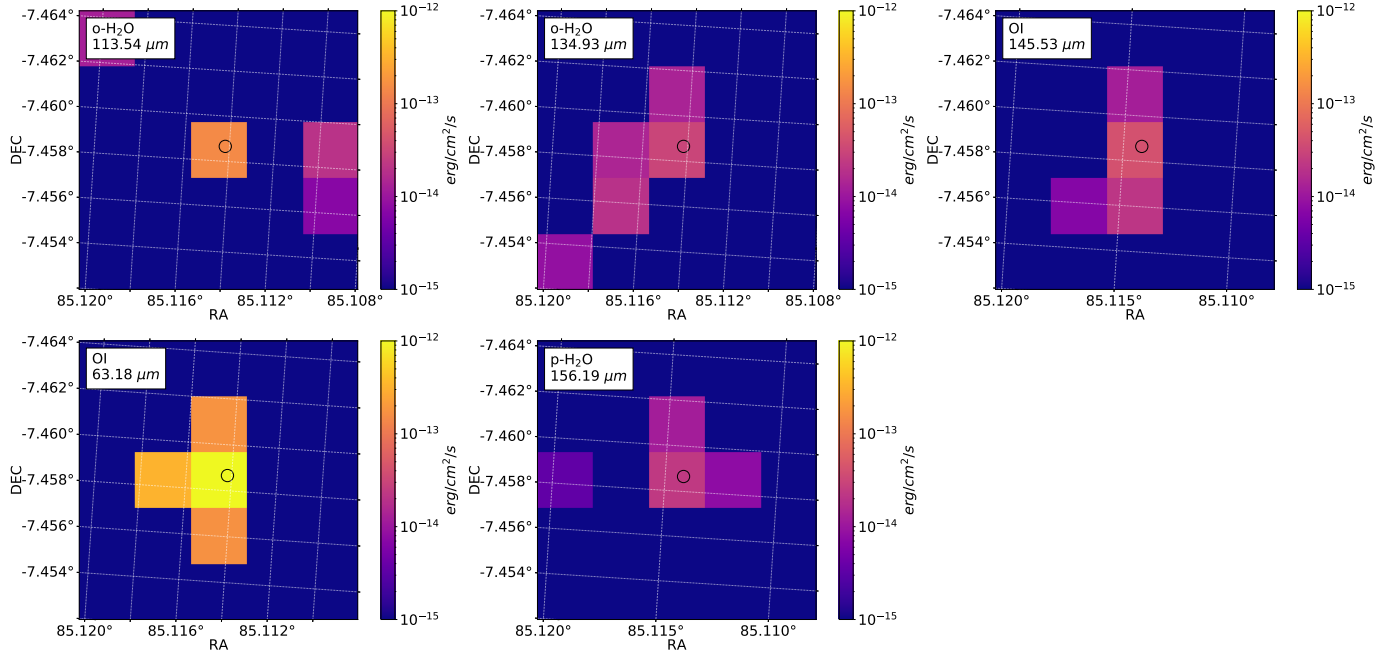 o-H₂O
113.54 μm
-7.464°
-7.462°
-7.460°
-7.458°
-7.456°
-7.454°
DEC
85.120°
85.116°
85.112°
85.108°
RA
10⁻¹²
10⁻¹³
10⁻¹⁴
10⁻¹⁵
erg/cm²/s
o-H₂O
134.93 μm
-7.464°
-7.462°
-7.460°
-7.458°
-7.456°
-7.454°
DEC
85.120°
85.116°
85.112°
85.108°
RA
10⁻¹²
10⁻¹³
10⁻¹⁴
10⁻¹⁵
erg/cm²/s
OI
145.53 μm
-7.464°
-7.462°
-7.460°
-7.458°
-7.456°
-7.454°
DEC
85.120°
85.115°
85.110°
RA
10⁻¹²
10⁻¹³
10⁻¹⁴
10⁻¹⁵
erg/cm²/s
OI
63.18 μm
-7.464°
-7.462°
-7.460°
-7.458°
-7.456°
-7.454°
DEC
85.120°
85.116°
85.112°
RA
10⁻¹²
10⁻¹³
10⁻¹⁴
10⁻¹⁵
erg/cm²/s
p-H₂O
156.19 μm
-7.464°
-7.462°
-7.460°
-7.458°
-7.456°
-7.454°
DEC
85.120°
85.115°
85.110°
RA
10⁻¹²
10⁻¹³
10⁻¹⁴
10⁻¹⁵
erg/cm²/s